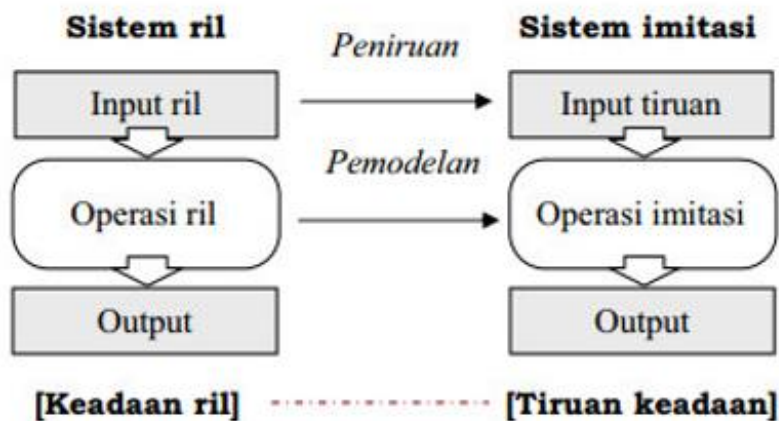 Sistem ril
Peniruan
Sistem imitasi
Input ril
Input tiruan
Pemodelan
Operasi ril
Operasi imitasi
Output
Output
[Keadaan ril]
[Tiruan keadaan]